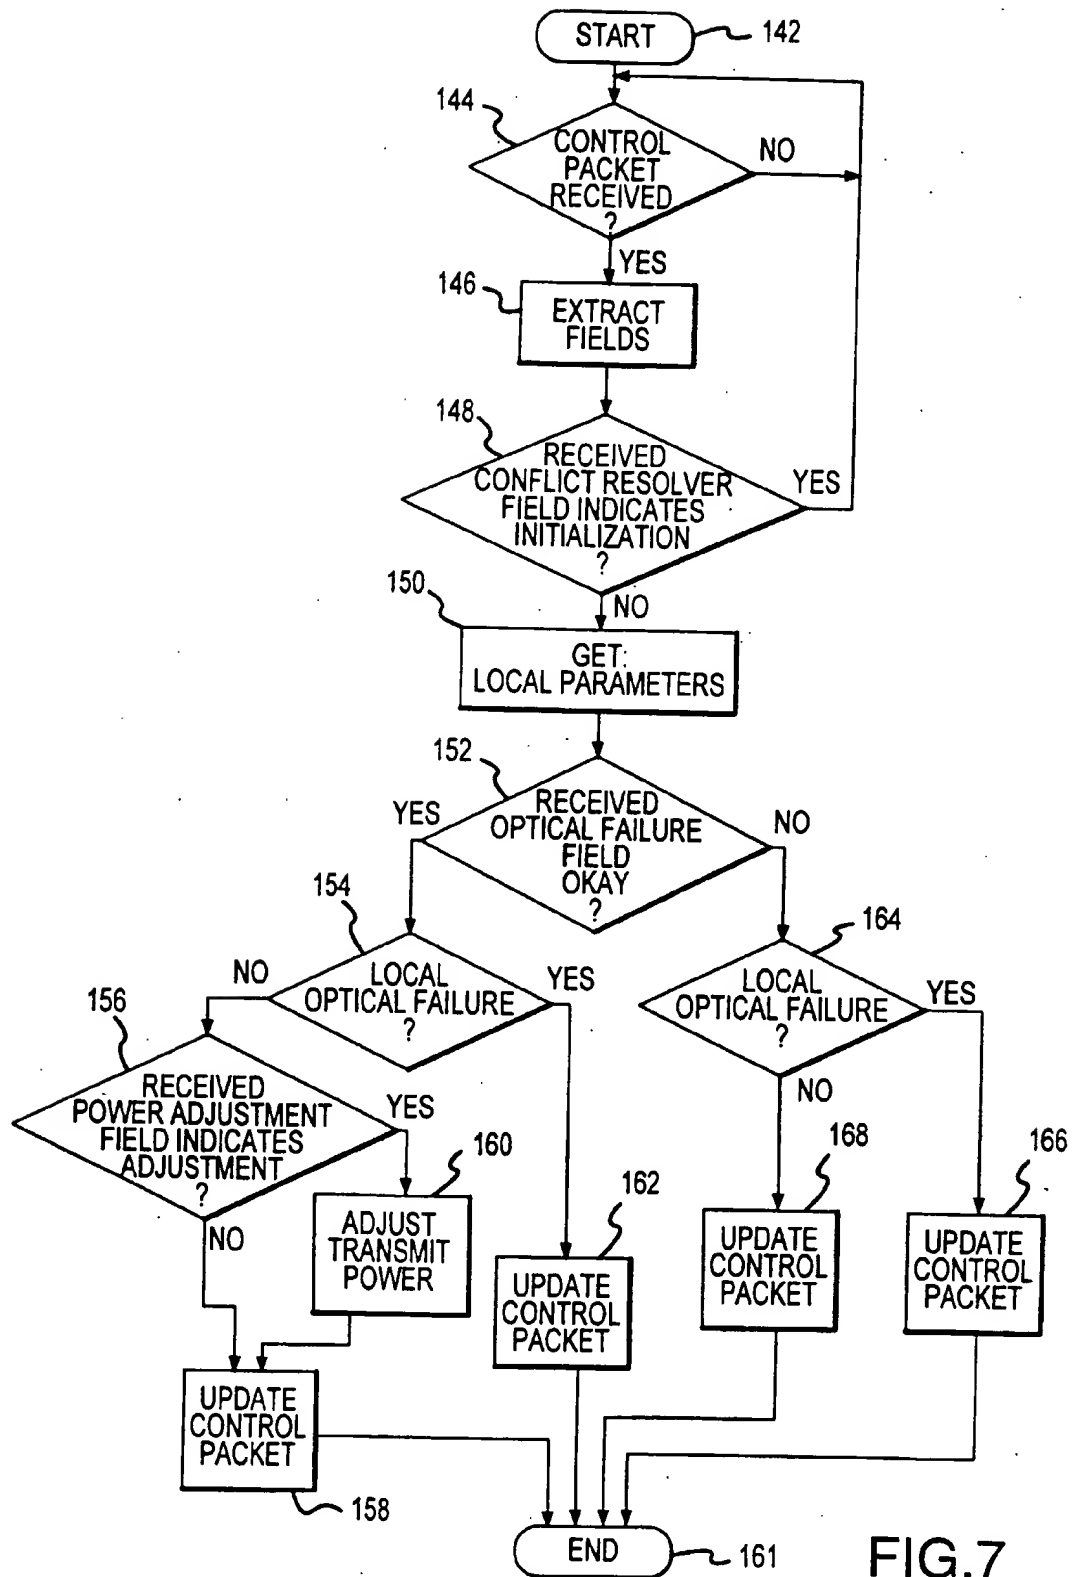 START
142
144
CONTROL
PACKET
RECEIVED
?
NO
YES
146
EXTRACT
FIELDS
148
RECEIVED
CONFLICT RESOLVER
FIELD INDICATES
INITIALIZATION
?
YES
NO
150
GET:
LOCAL PARAMETERS
152
RECEIVED
OPTICAL FAILURE
FIELD
OKAY
?
YES
NO
154
LOCAL
OPTICAL FAILURE
?
NO
YES
164
LOCAL
OPTICAL FAILURE
?
YES
NO
156
RECEIVED
POWER ADJUSTMENT
FIELD INDICATES
ADJUSTMENT
?
YES
NO
160
ADJUST
TRANSMIT
POWER
162
UPDATE
CONTROL
PACKET
168
UPDATE
CONTROL
PACKET
166
UPDATE
CONTROL
PACKET
UPDATE
CONTROL
PACKET
158
END
161
FIG.7